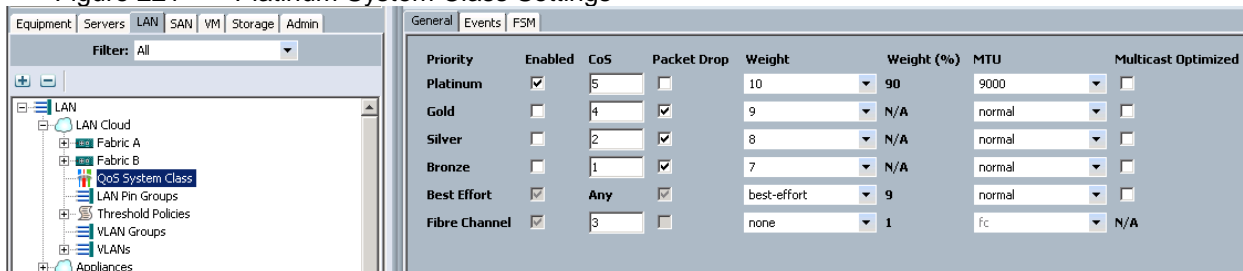 Figure 221 Platinum System Class Settings
Equipment Servers LAN SAN VM Storage Admin
Filter: All
LAN
LAN Cloud
Fabric A
Fabric B
QoS System Class
LAN Pin Groups
Threshold Policies
VLAN Groups
VLANs
Appliances
General Events FSM
Priority Enabled CoS Packet Drop Weight Weight (%) MTU Multicast Optimized
Platinum 5 10 90 9000
Gold 4 9 N/A normal
Silver 2 8 N/A normal
Bronze 1 7 N/A normal
Best Effort Any best-effort 9 normal
Fibre Channel 3 none 1 fc N/A